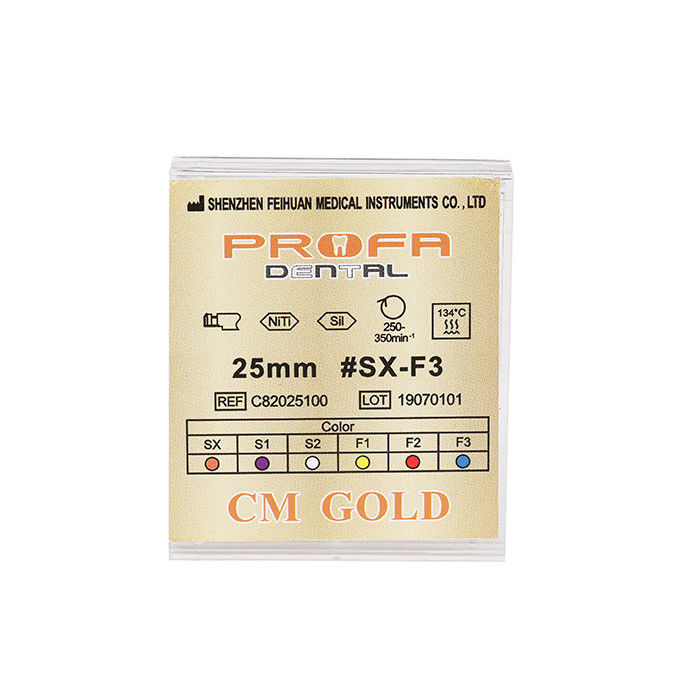 SHENZHEN FEIHUAN MEDICAL INSTRUMENTS CO.,LTD
PROFA
DENTAL
NiTi Sil 250-350min⁻¹ 134°C
25mm #SX-F3
REF C82025100 LOT 19070101
Color
SX S1 S2 F1 F2 F3
CM GOLD